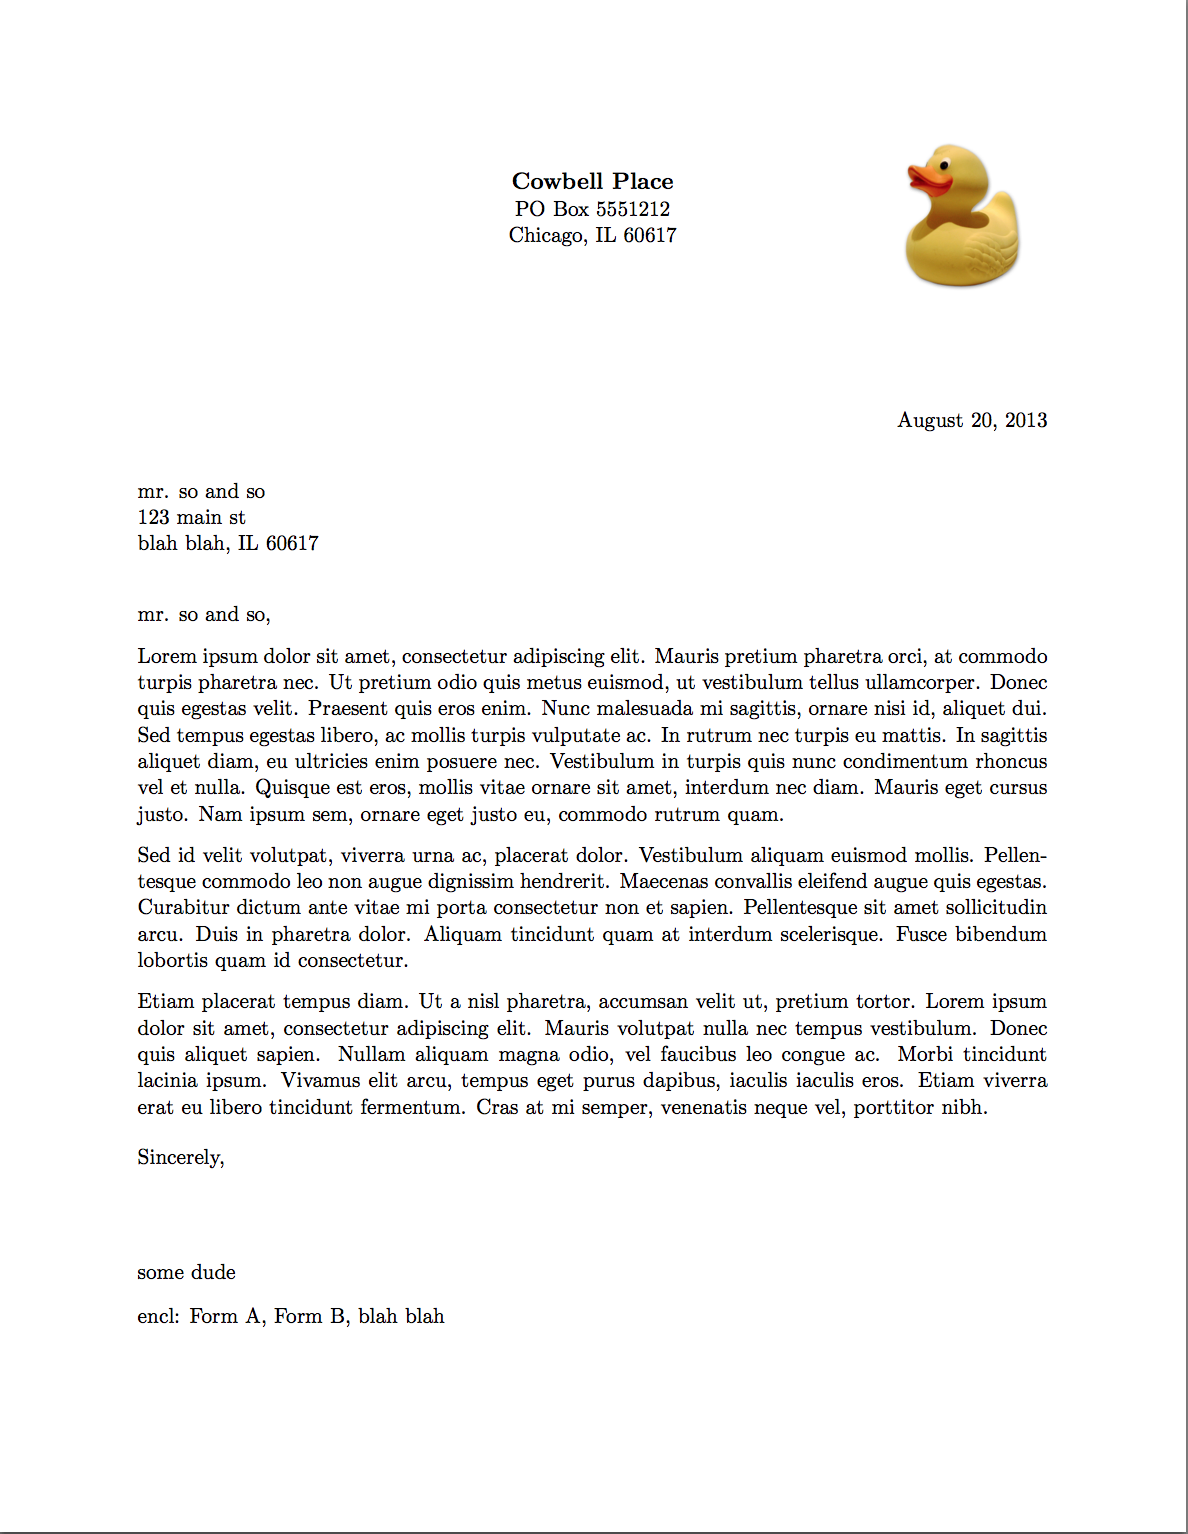 Cowbell Place
PO Box 5551212
Chicago, IL 60617
August 20, 2013
mr. so and so
123 main st
blah blah, IL 60617
mr. so and so,
Lorem ipsum dolor sit amet, consectetur adipiscing elit. Mauris pretium pharetra orci, at commodo
turpis pharetra nec. Ut pretium odio quis metus euismod, ut vestibulum tellus ullamcorper. Donec
quis egestas velit. Praesent quis eros enim. Nunc malesuada mi sagittis, ornare nisi id, aliquet dui.
Sed tempus egestas libero, ac mollis turpis vulputate ac. In rutrum nec turpis eu mattis. In sagittis
aliquet diam, eu ultricies enim posuere nec. Vestibulum in turpis quis nunc condimentum rhoncus
vel et nulla. Quisque est eros, mollis vitae ornare sit amet, interdum nec diam. Mauris eget cursus
justo. Nam ipsum sem, ornare eget justo eu, commodo rutrum quam.
Sed id velit volutpat, viverra urna ac, placerat dolor. Vestibulum aliquam euismod mollis. Pellen-
tesque commodo leo non augue dignissim hendrerit. Maecenas convallis eleifend augue quis egestas.
Curabitur dictum ante vitae mi porta consectetur non et sapien. Pellentesque sit amet sollicitudin
arcu. Duis in pharetra dolor. Aliquam tincidunt quam at interdum scelerisque. Fusce bibendum
lobortis quam id consectetur.
Etiam placerat tempus diam. Ut a nisl pharetra, accumsan velit ut, pretium tortor. Lorem ipsum
dolor sit amet, consectetur adipiscing elit. Mauris volutpat nulla nec tempus vestibulum. Donec
quis aliquet sapien. Nullam aliquam magna odio, vel faucibus leo congue ac. Morbi tincidunt
lacinia ipsum. Vivamus elit arcu, tempus eget purus dapibus, iaculis iaculis eros. Etiam viverra
erat eu libero tincidunt fermentum. Cras at mi semper, venenatis neque vel, porttitor nibh.
Sincerely,
some dude
encl: Form A, Form B, blah blah